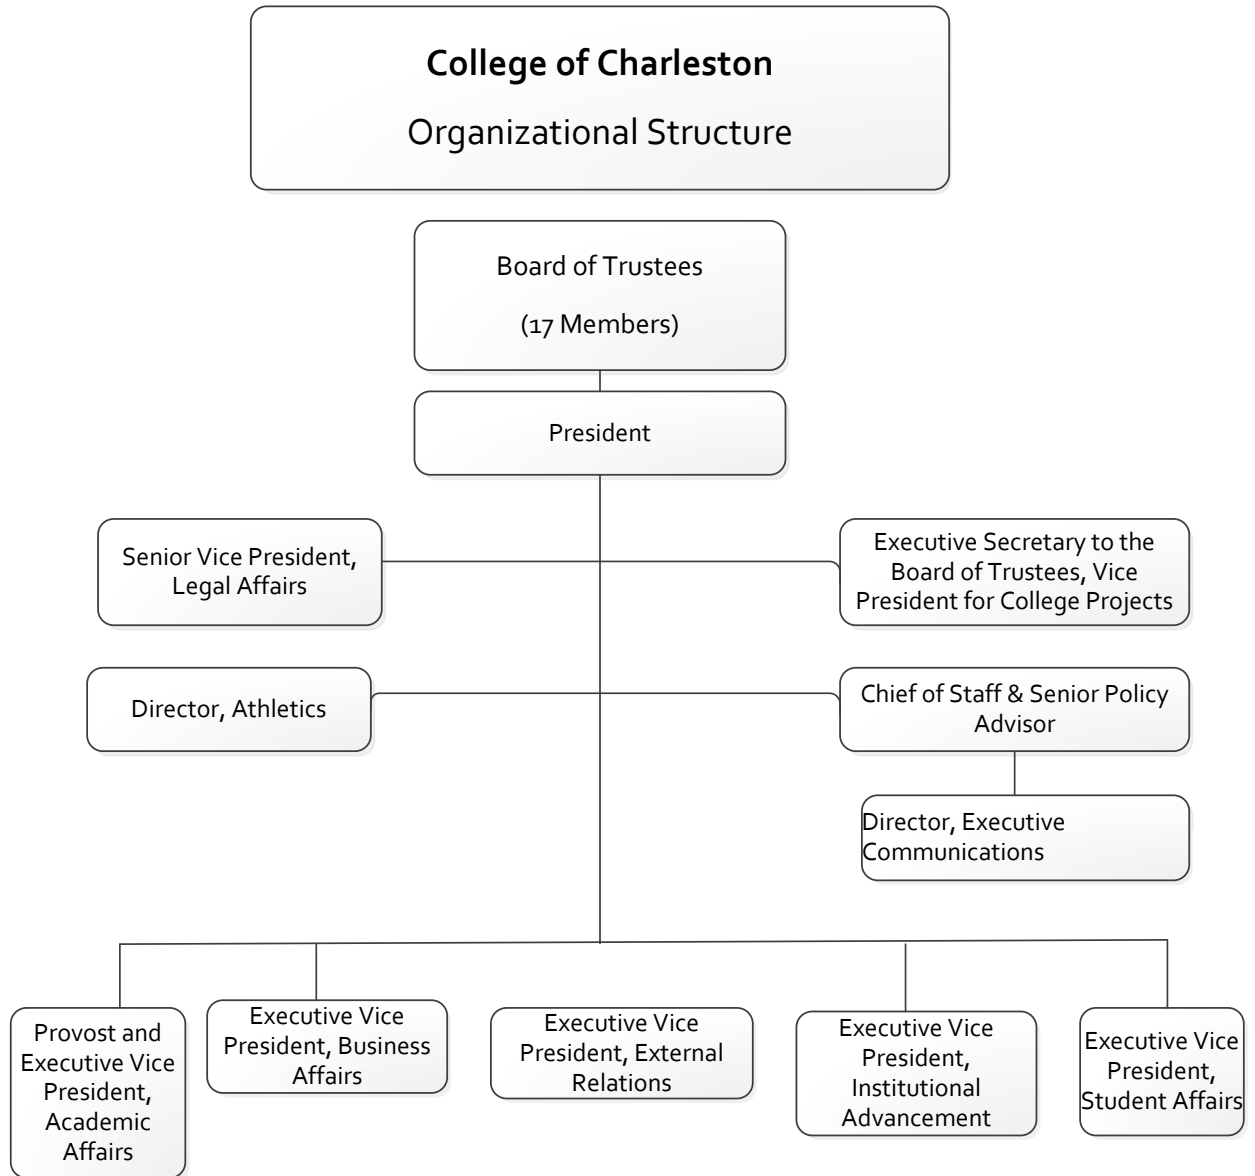 College of Charleston
Organizational Structure
Board of Trustees
(17 Members)
President
Senior Vice President,
Legal Affairs
Executive Secretary to the
Board of Trustees, Vice
President for College Projects
Director, Athletics
Chief of Staff & Senior Policy
Advisor
Director, Executive
Communications
Provost and
Executive Vice
President,
Academic
Affairs
Executive Vice
President, Business
Affairs
Executive Vice
President, External
Relations
Executive Vice
President,
Institutional
Advancement
Executive Vice
President,
Student Affairs